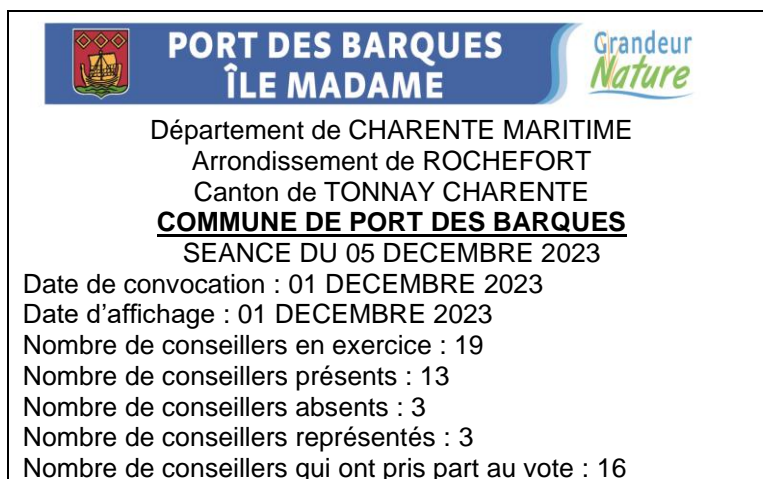 PORT DES BARQUES
ÎLE MADAME
Grandeur
Nature
Département de CHARENTE MARITIME
Arrondissement de ROCHEFORT
Canton de TONNAY CHARENTE
COMMUNE DE PORT DES BARQUES
SEANCE DU 05 DECEMBRE 2023
Date de convocation : 01 DECEMBRE 2023
Date d'affichage : 01 DECEMBRE 2023
Nombre de conseillers en exercice : 19
Nombre de conseillers présents : 13
Nombre de conseillers absents : 3
Nombre de conseillers représentés : 3
Nombre de conseillers qui ont pris part au vote : 16